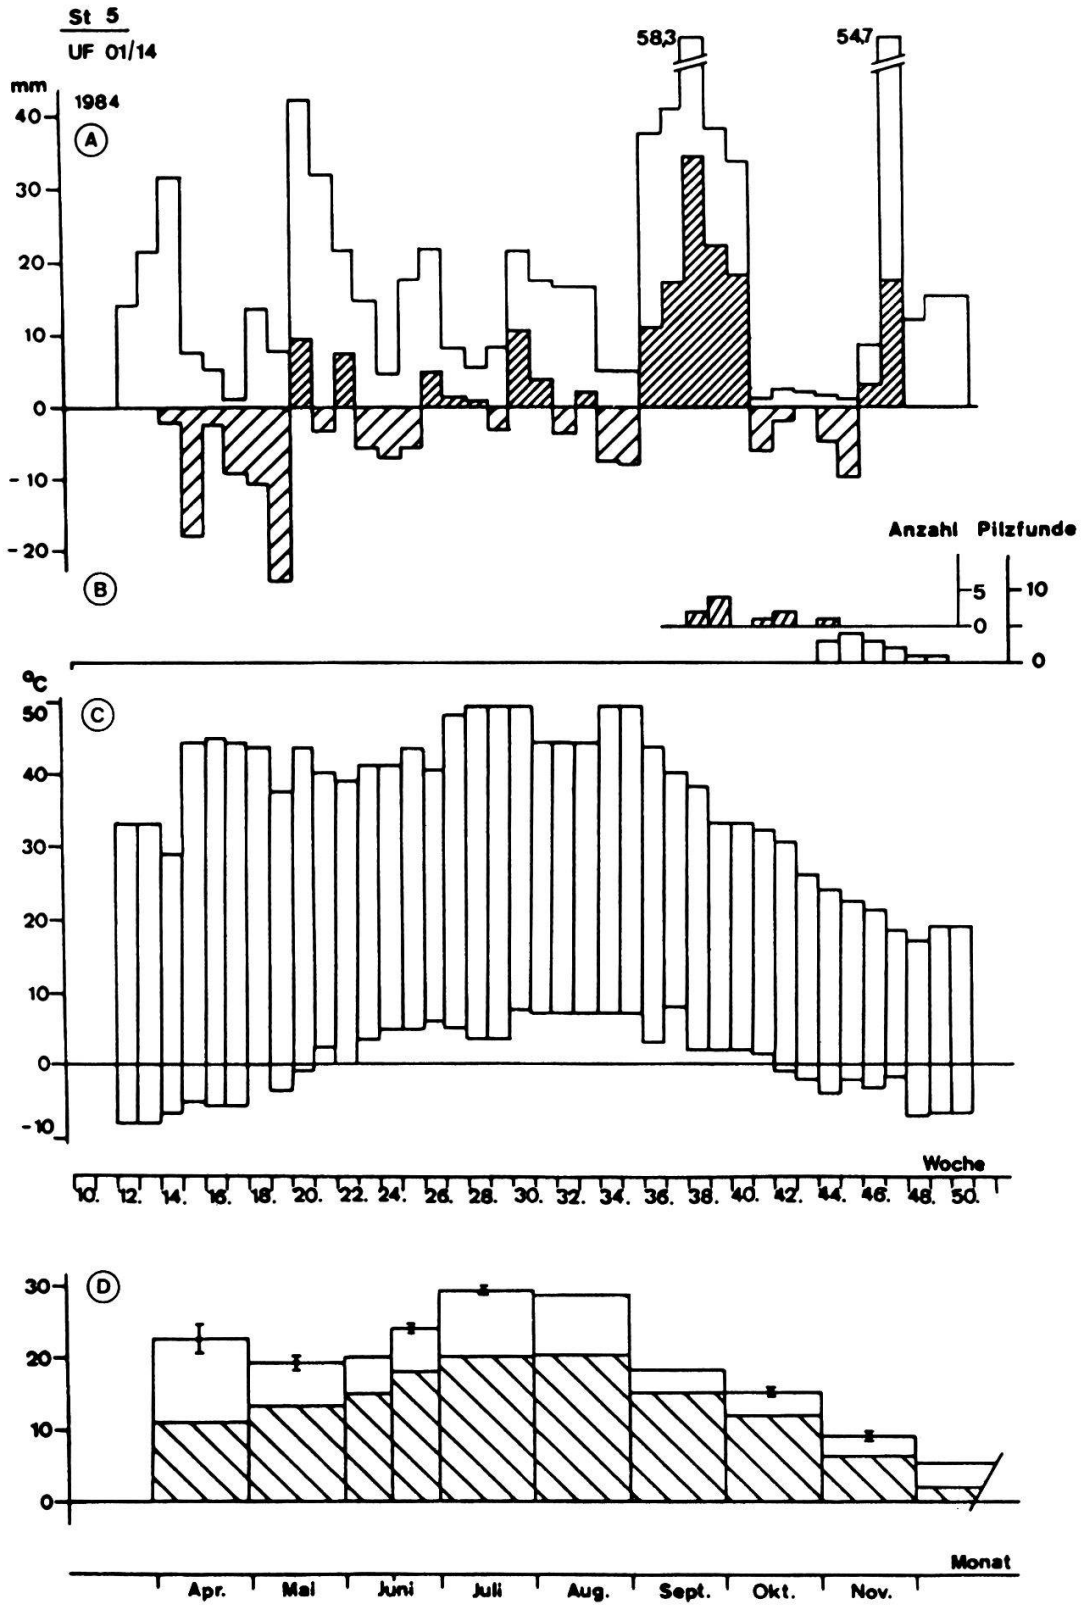 St 5
UF 01/14
58,3
54,7
mm
1984
A
40
30
20
10
0
-10
-20
Anzahl Pilzfunde
B
5
10
0
0
°C
C
50
40
30
20
10
0
-10
Woche
10. 12. 14. 16. 18. 20. 22. 24. 26. 28. 30. 32. 34. 36. 38. 40. 42. 44. 46. 48. 50.
D
30
20
10
0
Monat
Apr. Mai Juni Juli Aug. Sept. Okt. Nov.